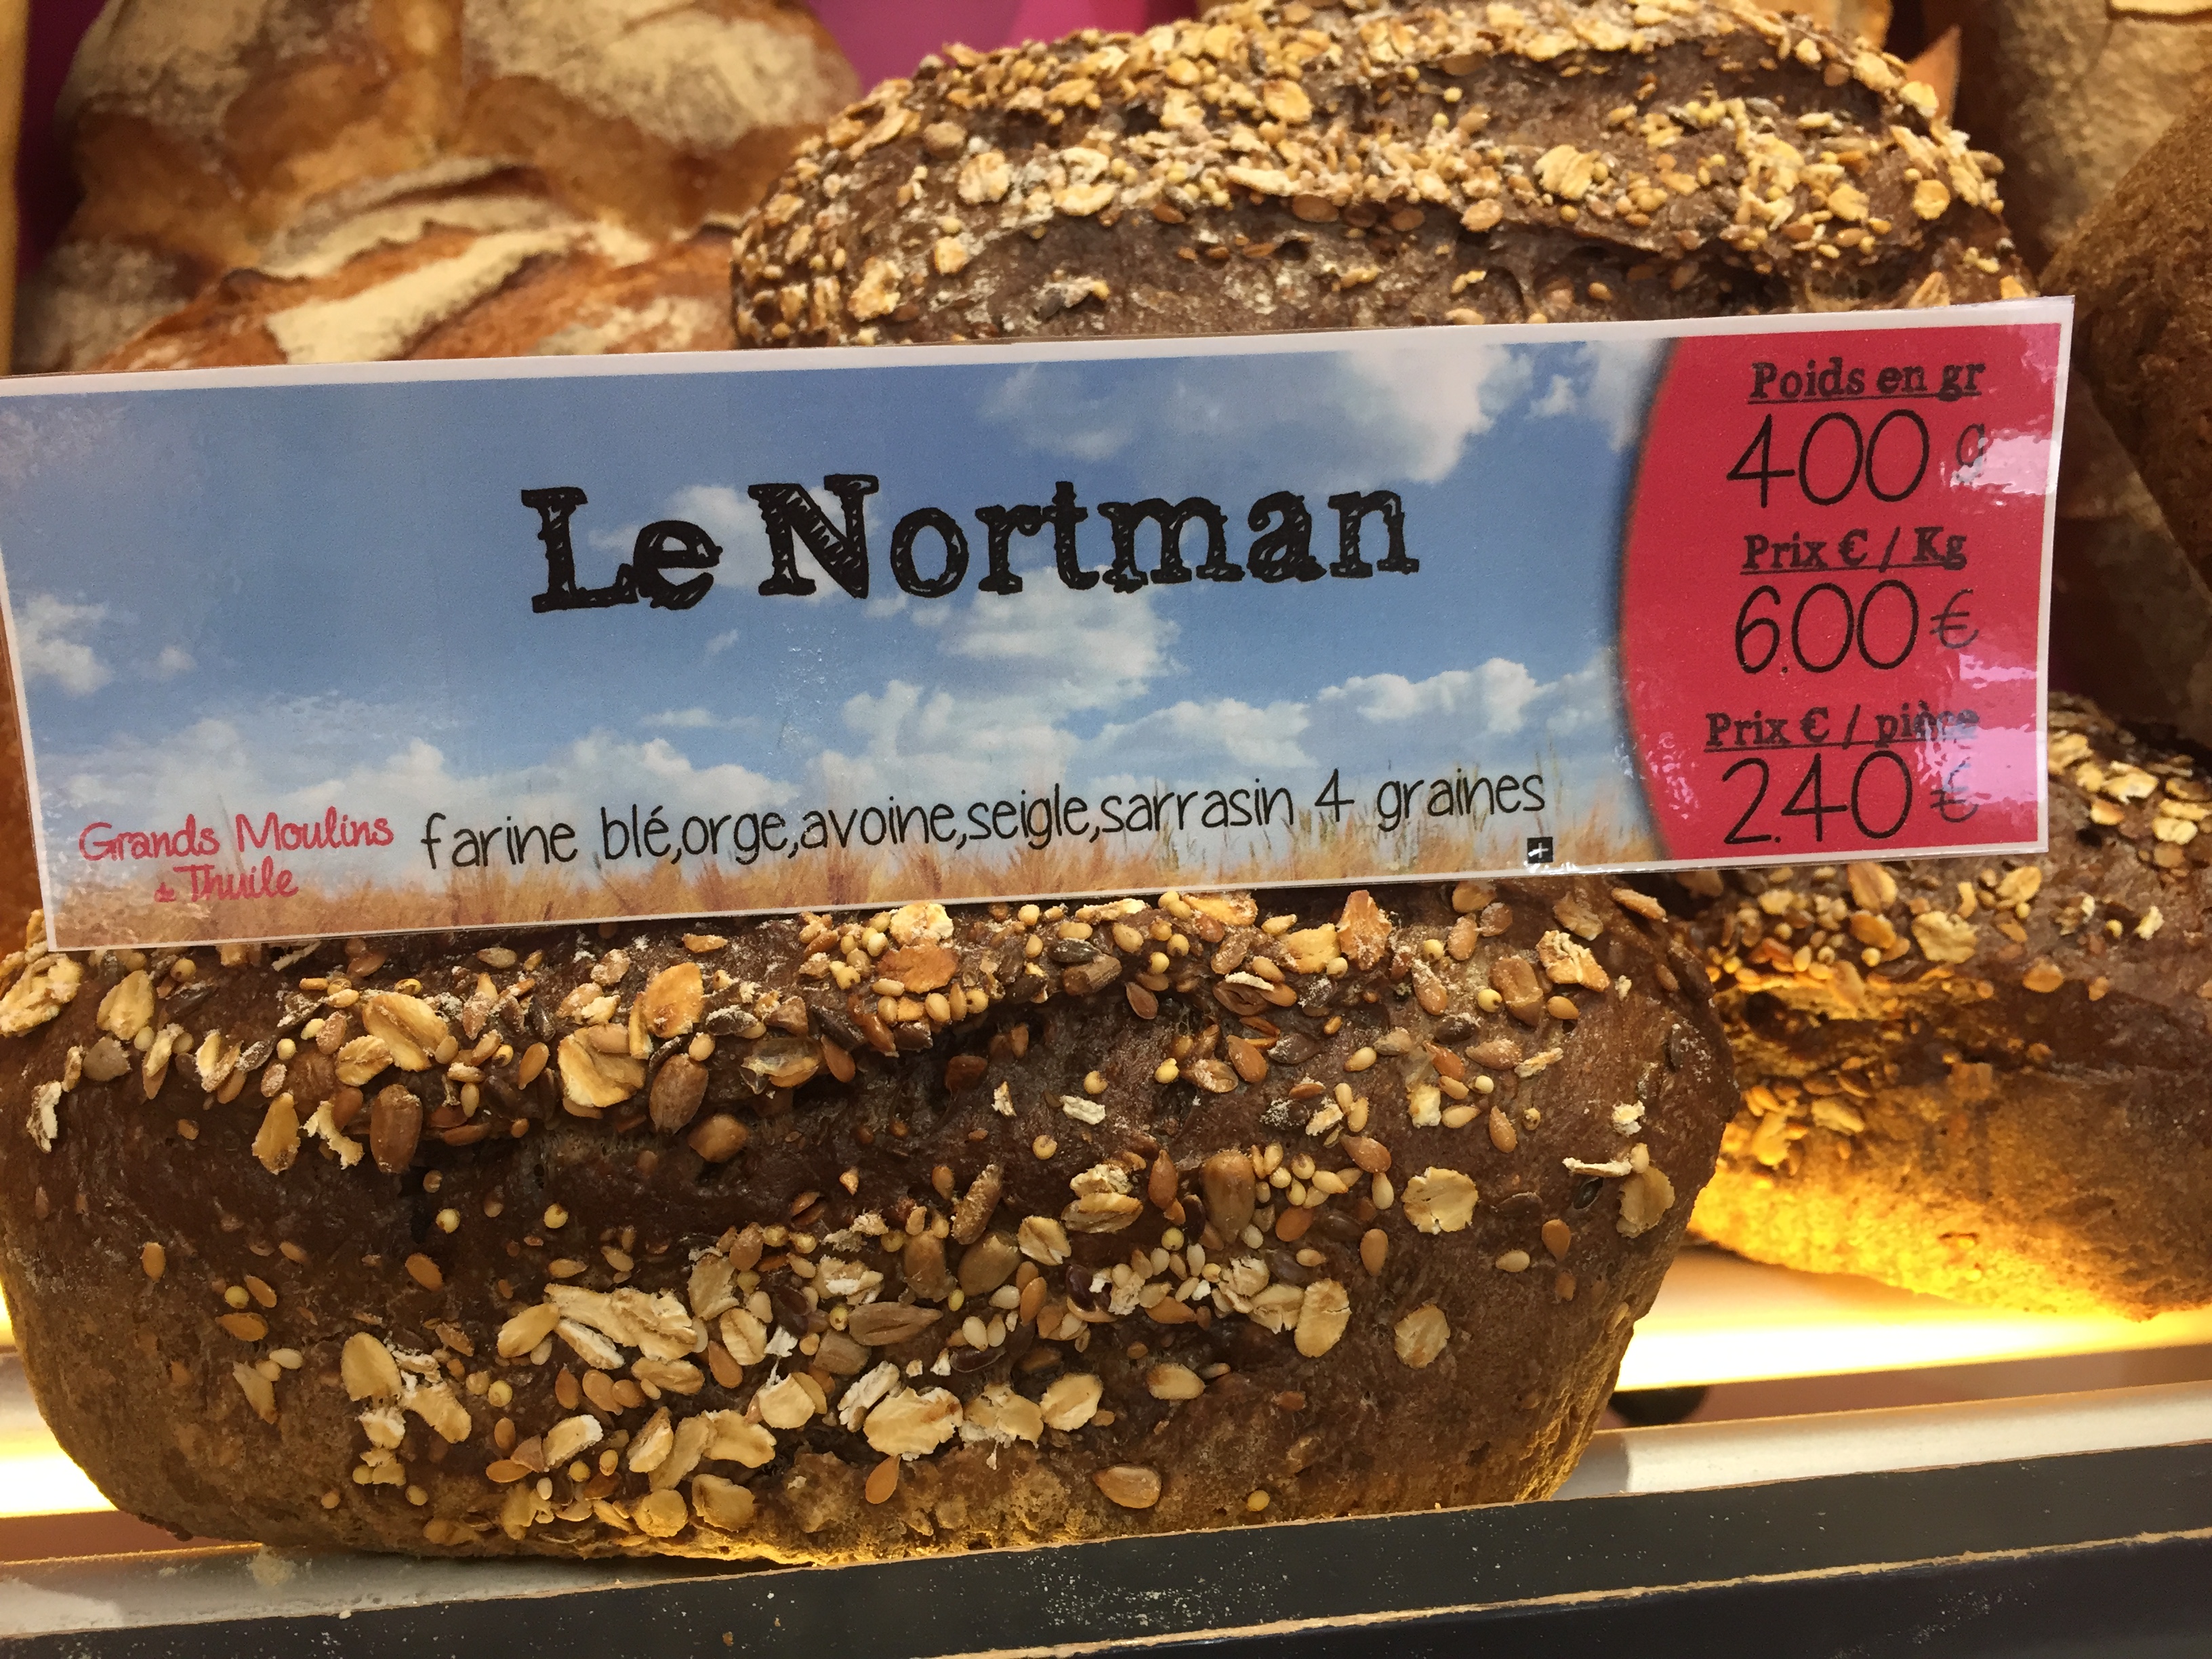 Le Nortman
farine blé,orge,avoine,seigle,sarrasin 4 graines
Grands Moulins
de Thuile
Poids en gr
400 g
Prix € / Kg
6.00 €
Prix € / pièce
2.40 €